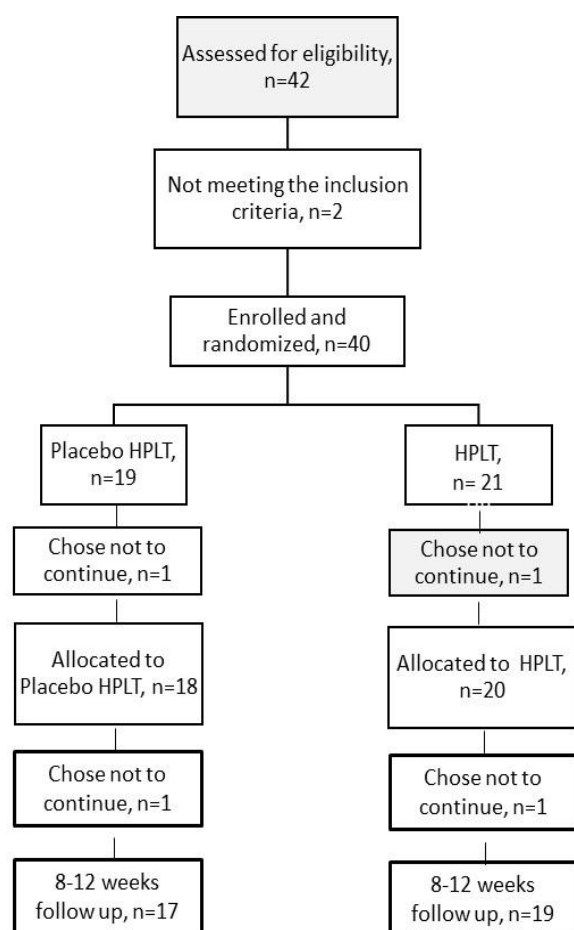 Assessed for eligibility,
n=42
Not meeting the inclusion
criteria, n=2
Enrolled and
randomized, n=40
Placebo HPLT,
n=19
HPLT,
n= 21
Chose not to
continue, n=1
Chose not to
continue, n=1
Allocated to
Placebo HPLT, n=18
Allocated to HPLT,
n=20
Chose not to
continue, n=1
Chose not to
continue, n=1
8-12 weeks
follow up, n=17
8-12 weeks
follow up, n=19